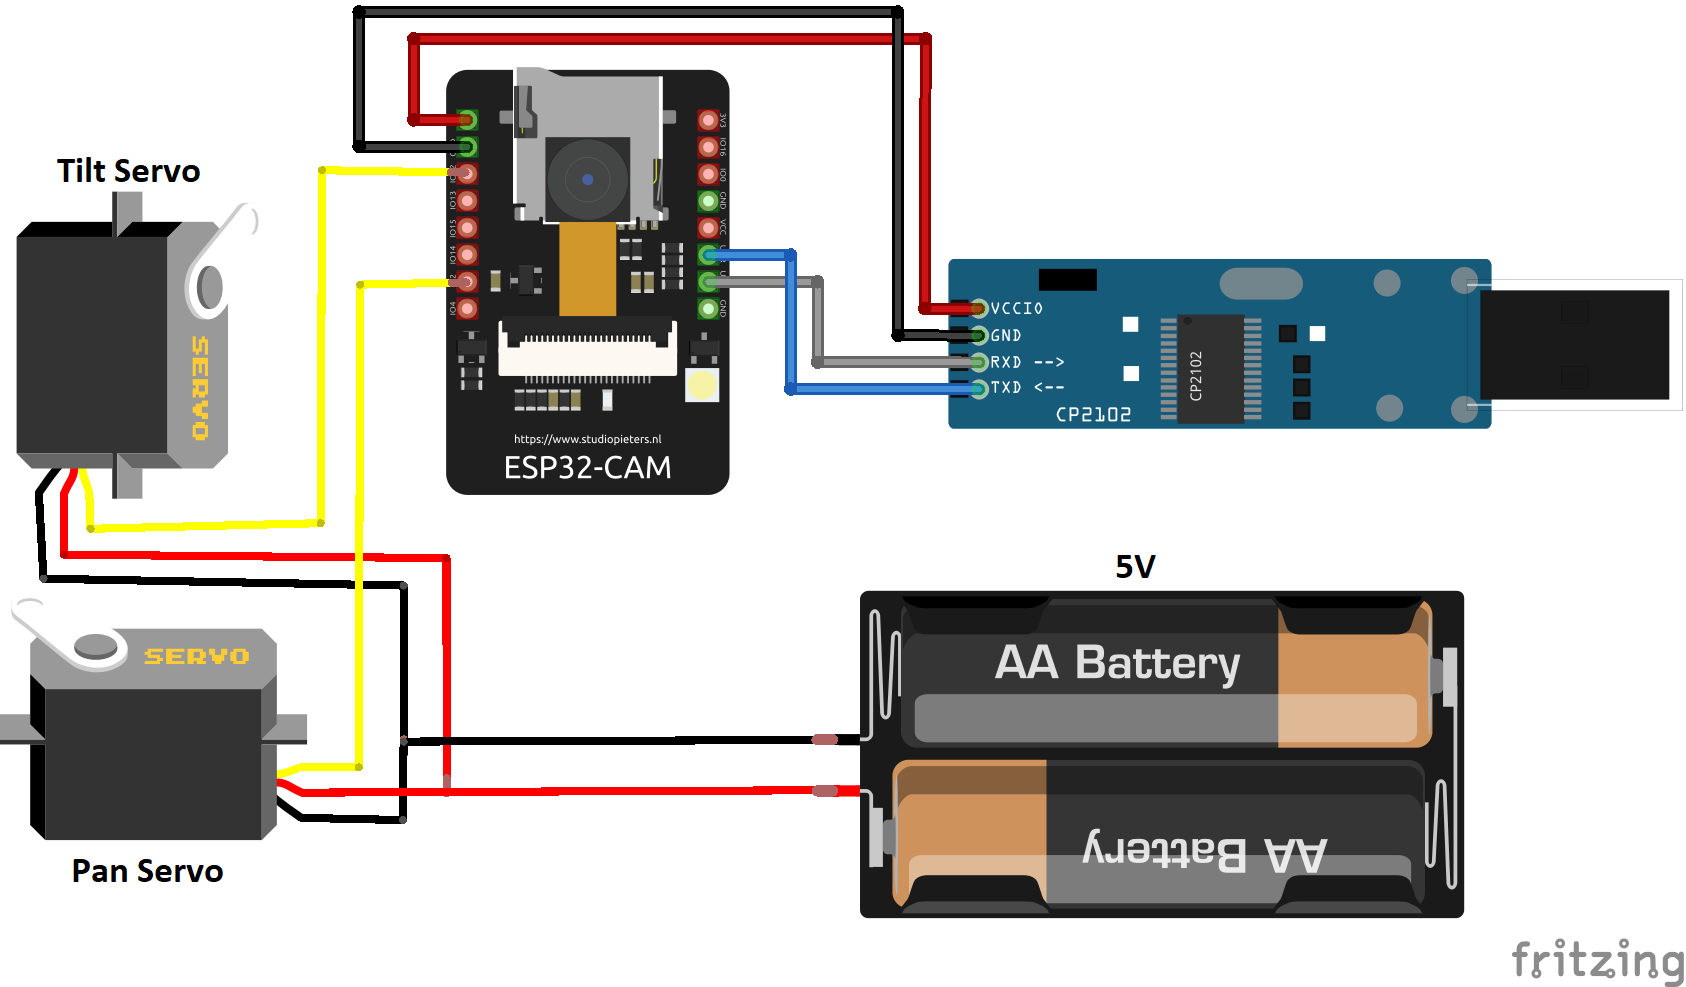 Tilt Servo
SERVO
3V3
IO16
IO0
GND
VCC
GND
IO13
IO15
IO14
IO4
https://www.studiopieters.nl
ESP32-CAM
VCCIO
GND
RXD -->
TXD <--
CP2102
CP2102
5V
AA Battery
AA Battery
SERVO
Pan Servo
fritzing